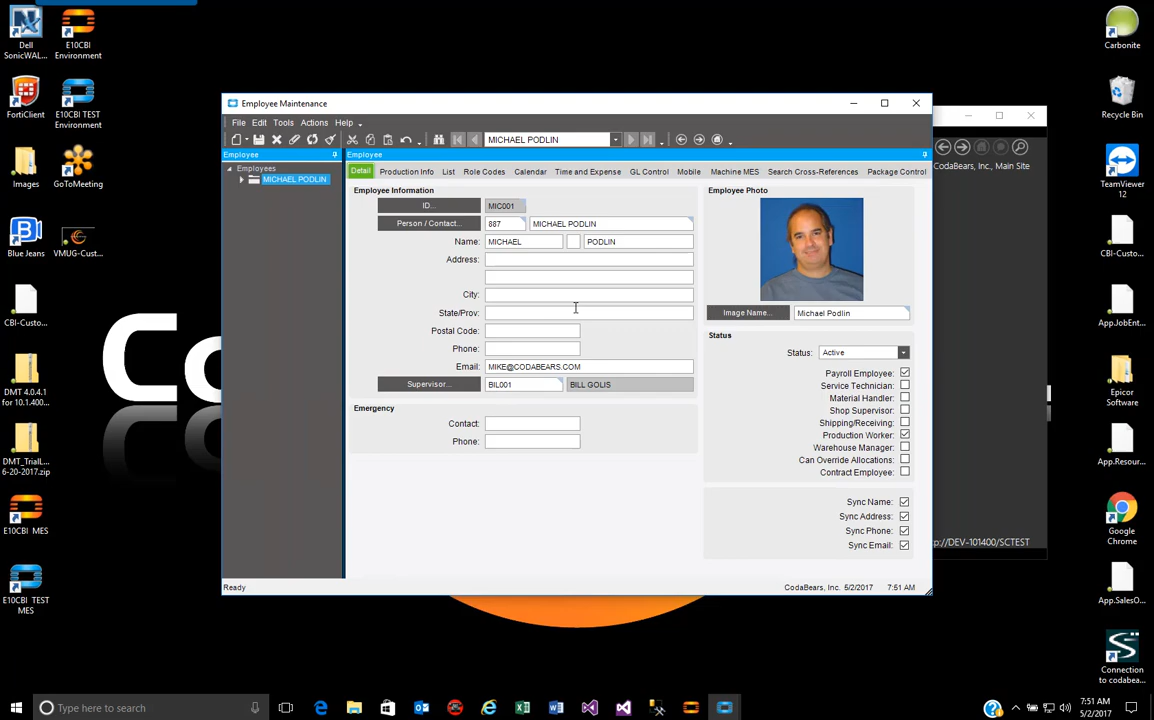 Dell
SonicWAL...
E10CBI
Environment
FortiClient
E10CBI TEST
Environment
Images
GoToMeeting
Blue Jeans
VMUG-Cust...
CBI-Custo...
DMT 4.0.4.1
for 10.1.400...
DMT_TrialL...
6-20-2017.zip
E10CBI MES
E10CBI TEST
MES
Co
Employee Maintenance
File Edit Tools Actions Help
MICHAEL PODLIN
Employee
Employees
MICHAEL PODLIN
Employee
Detail Production Info List Role Codes Calendar Time and Expense GL Control Mobile Machine MES Search Cross-References Package Control
Employee Information
ID... MIC001
Person / Contact... 887 MICHAEL PODLIN
Name: MICHAEL PODLIN
Address:
City:
State/Prov:
Postal Code:
Phone:
Email: MIKE@CODABEARS.COM
Supervisor... BIL001 BILL GOLIS
Emergency
Contact:
Phone:
Employee Photo
Image Name... Michael Podlin
Status
Status: Active
Payroll Employee:
Service Technician:
Material Handler:
Shop Supervisor:
Shipping/Receiving:
Production Worker:
Warehouse Manager:
Can Override Allocations:
Contract Employee:
Sync Name:
Sync Address:
Sync Phone:
Sync Email:
Ready
CodaBears, Inc. 5/2/2017 7:51 AM
CodaBears, Inc., Main Site
p://DEV-101400/SCTEST
Carbonite
Recycle Bin
TeamViewer
12
CBI-Custo...
App.JobEnt...
Epicor
Software
App.Resour...
Google
Chrome
App.SalesO...
Connection
to codabea...
Type here to search
7:51 AM
5/2/2017